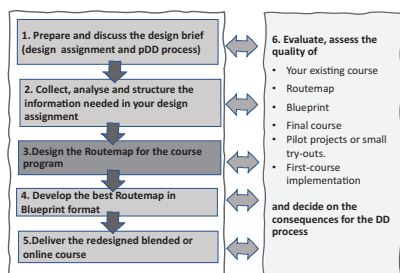 1. Prepare and discuss the design brief
(design assignment and pDD process)
2. Collect, analyse and structure the
information needed in your design
assignment
3.Design the Routemap for the course
program
4. Develop the best Routemap in
Blueprint format
5.Deliver the redesigned blended or
online course
6. Evaluate, assess the
quality of
• Your existing course
• Routemap
• Blueprint
• Final course
• Pilot projects or small
try-outs.
• First-course
implementation
and decide on the
consequences for the DD
process